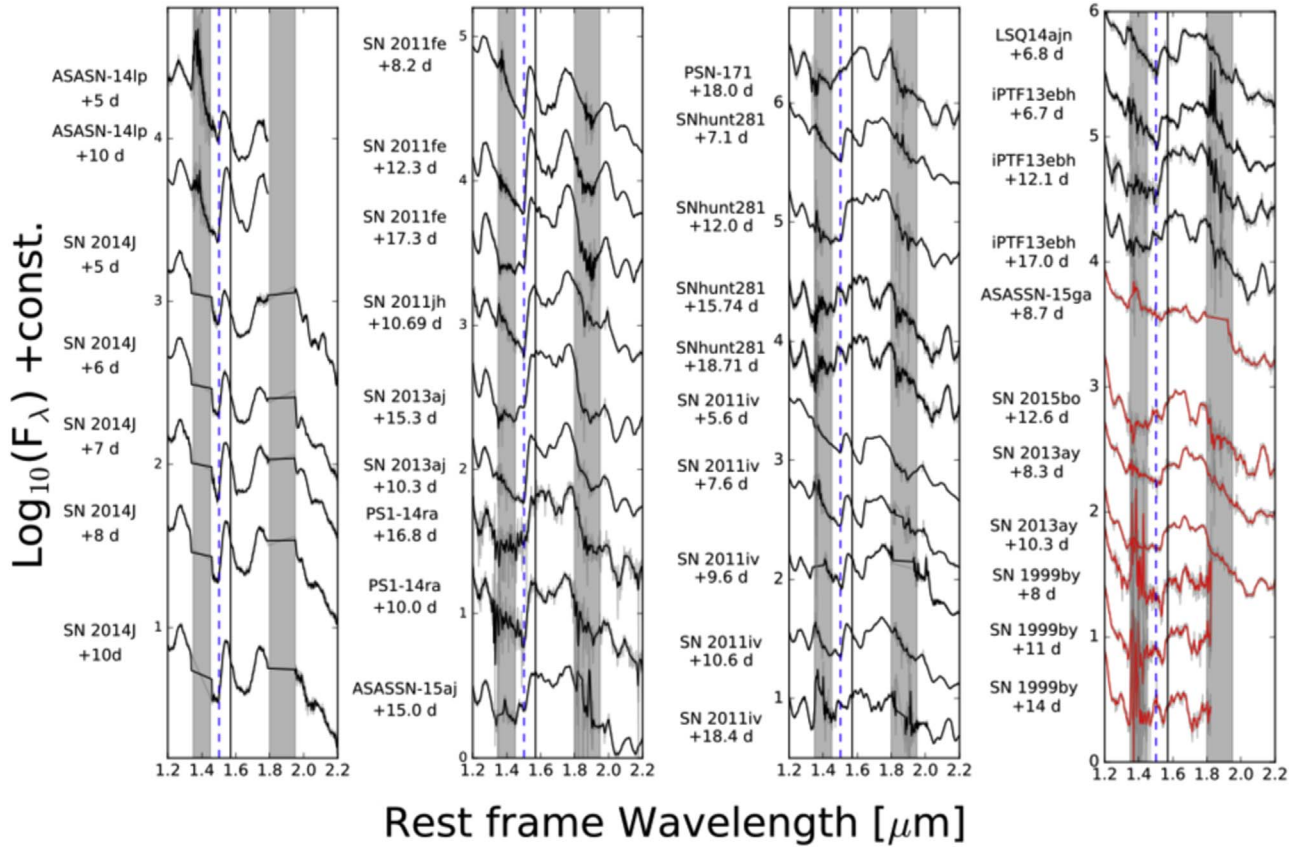 Log10(Fλ) +const.
ASASN-14lp
+5 d
ASASN-14lp
+10 d
SN 2014J
+5 d
SN 2014J
+6 d
SN 2014J
+7 d
SN 2014J
+8 d
SN 2014J
+10d
4
3
2
1
1.2 1.4 1.6 1.8 2.0 2.2
SN 2011fe
+8.2 d
SN 2011fe
+12.3 d
SN 2011fe
+17.3 d
SN 2011jh
+10.69 d
SN 2013aj
+15.3 d
SN 2013aj
+10.3 d
PS1-14ra
+16.8 d
PS1-14ra
+10.0 d
ASASSN-15aj
+15.0 d
5
4
3
2
1
0
1.2 1.4 1.6 1.8 2.0 2.2
PSN-171
+18.0 d
SNhunt281
+7.1 d
SNhunt281
+12.0 d
SNhunt281
+15.74 d
SNhunt281
+18.71 d
SN 2011iv
+5.6 d
SN 2011iv
+7.6 d
SN 2011iv
+9.6 d
SN 2011iv
+10.6 d
SN 2011iv
+18.4 d
6
5
4
3
2
1
1.2 1.4 1.6 1.8 2.0 2.2
LSQ14ajn
+6.8 d
iPTF13ebh
+6.7 d
iPTF13ebh
+12.1 d
iPTF13ebh
+17.0 d
ASASSN-15ga
+8.7 d
SN 2015bo
+12.6 d
SN 2013ay
+8.3 d
SN 2013ay
+10.3 d
SN 1999by
+8 d
SN 1999by
+11 d
SN 1999by
+14 d
6
5
4
3
2
1
0
1.2 1.4 1.6 1.8 2.0 2.2
Rest frame Wavelength [μm]